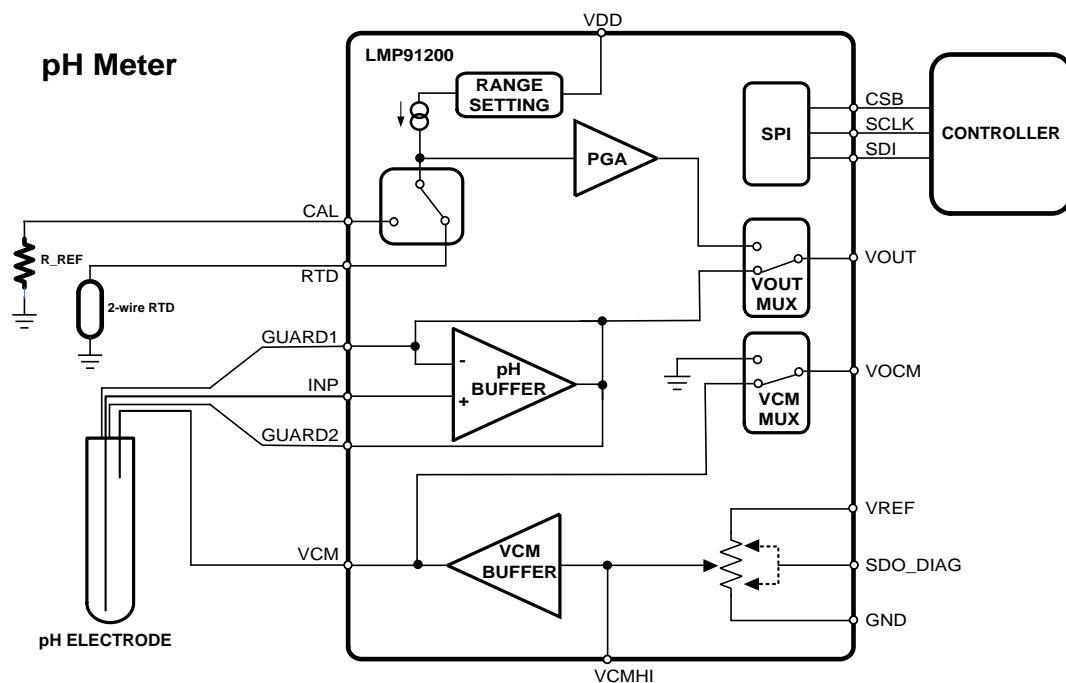 VDD
pH Meter
LMP91200
RANGE
SETTING
PGA
SPI
CSB
SCLK
SDI
CONTROLLER
CAL
R_REF
RTD
2-wire RTD
VOUT
MUX
VOUT
GUARD1
INP
GUARD2
-
+
pH
BUFFER
VCM
MUX
VOCM
VCM
VCM
BUFFER
VREF
SDO_DIAG
GND
pH ELECTRODE
VCMHI